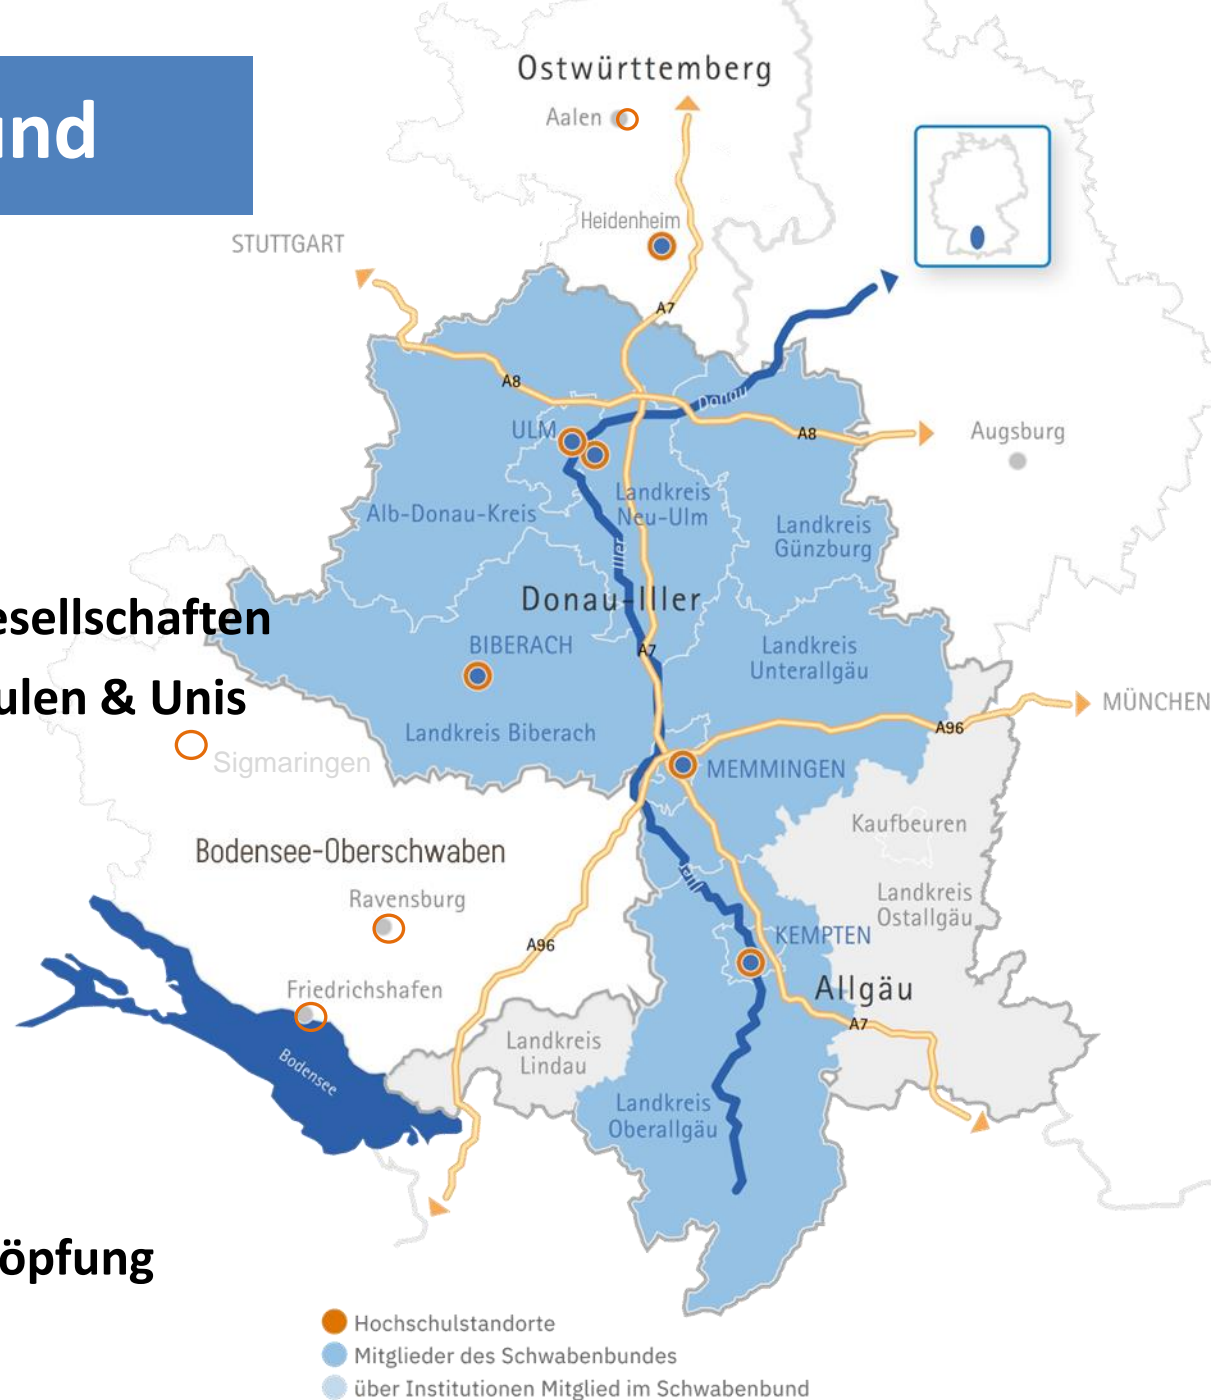 und
Ostwürttemberg
Aalen
Heidenheim
STUTTGART
A7
A8
Donau
ULM
A8
Augsburg
Landkreis
Neu-Ulm
Alb-Donau-Kreis
Landkreis
Günzburg
Iller
Donau-Iller
esellschaften
BIBERACH
A7
Landkreis
Unterallgäu
ulen & Unis
MÜNCHEN
Landkreis Biberach
A96
Sigmaringen
MEMMINGEN
Kaufbeuren
Bodensee-Oberschwaben
Iller
Landkreis
Ostallgäu
Ravensburg
KEMPTEN
A96
Friedrichshafen
Allgäu
A7
Landkreis
Lindau
Bodensee
Landkreis
Oberallgäu
öpfung
Hochschulstandorte
Mitglieder des Schwabenbundes
über Institutionen Mitglied im Schwabenbund